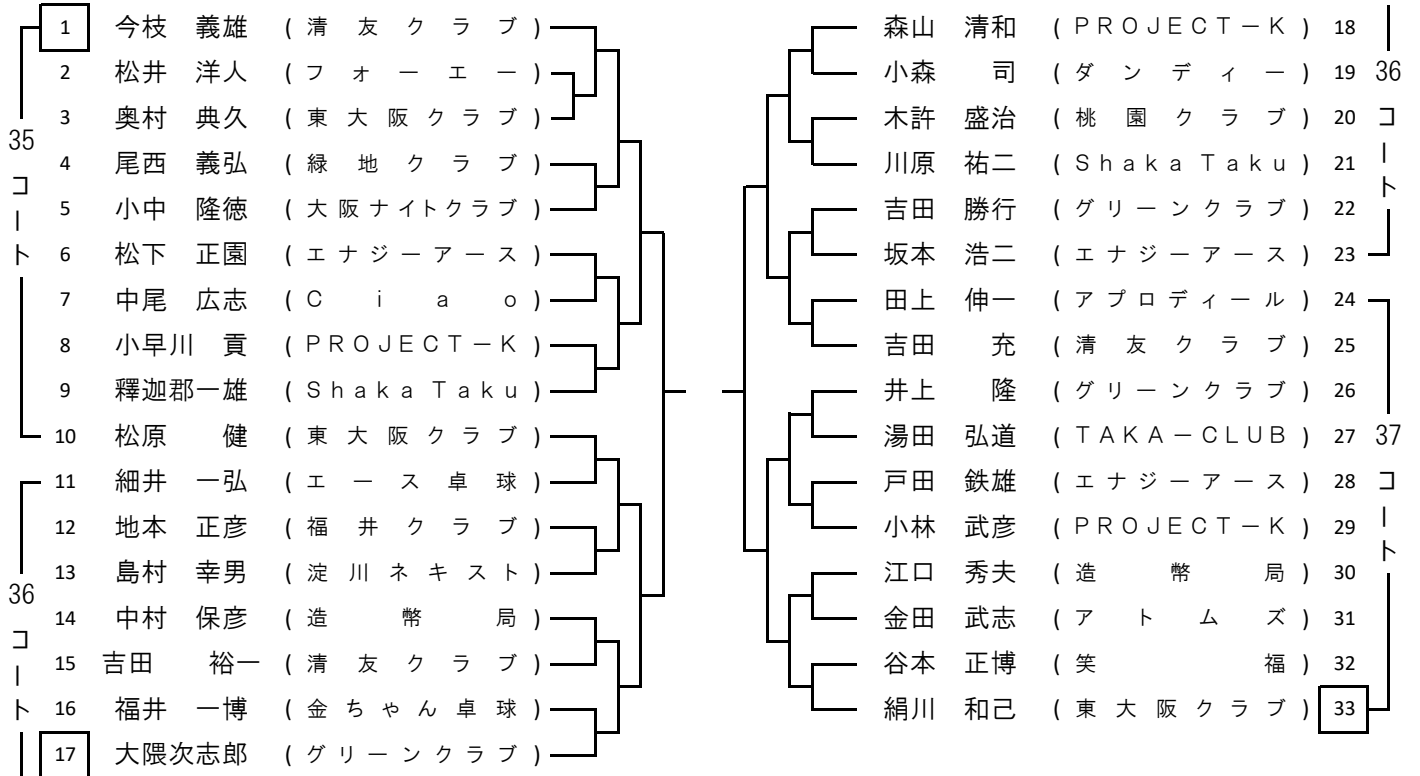 1 今枝 義雄 (清友クラブ)
2 松井 洋人 (フォーエー)
3 奥村 典久 (東大阪クラブ)
4 尾西 義弘 (緑地クラブ)
5 小中 隆徳 (大阪ナイトクラブ)
6 松下 正園 (エナジーアース)
7 中尾 広志 (Ciao)
8 小早川 貢 (PROJECT－K)
9 釋迦郡一雄 (Shaka Taku)
10 松原 健 (東大阪クラブ)
11 細井 一弘 (エース卓球)
12 地本 正彦 (福井クラブ)
13 島村 幸男 (淀川ネキスト)
14 中村 保彦 (造幣局)
15 吉田 裕一 (清友クラブ)
16 福井 一博 (金ちゃん卓球)
17 大隈次志郎 (グリーンクラブ)
35コート
36コート
森山 清和 (PROJECT－K) 18
小森 司 (ダンディー) 19
木許 盛治 (桃園クラブ) 20
川原 祐二 (Shaka Taku) 21
吉田 勝行 (グリーンクラブ) 22
坂本 浩二 (エナジーアース) 23
田上 伸一 (アプロディール) 24
吉田 充 (清友クラブ) 25
井上 隆 (グリーンクラブ) 26
湯田 弘道 (TAKA－CLUB) 27
戸田 鉄雄 (エナジーアース) 28
小林 武彦 (PROJECT－K) 29
江口 秀夫 (造幣局) 30
金田 武志 (アトムズ) 31
谷本 正博 (笑福) 32
絹川 和己 (東大阪クラブ) 33
36コート
37コート